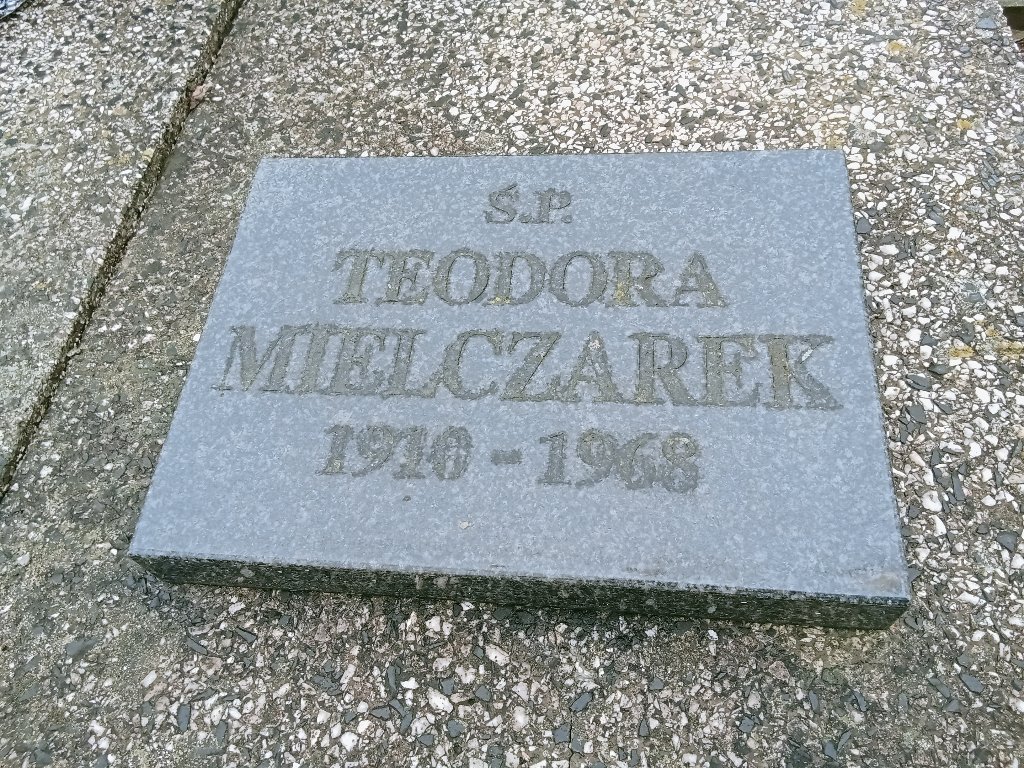 Ś.P.
TEODORA
MIELCZAREK
1910 - 1968